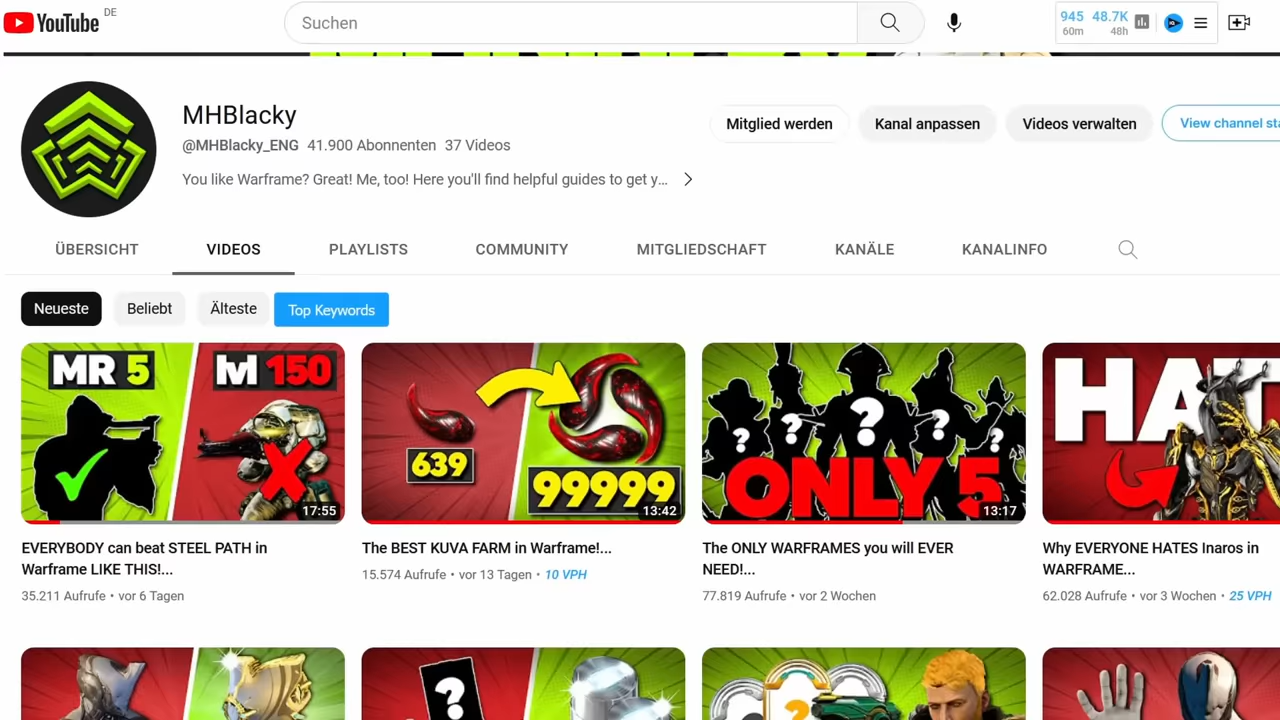 YouTube DE
Suchen
945 48.7K
60m 48h
MHBlacky
@MHBlacky_ENG 41.900 Abonnenten 37 Videos
You like Warframe? Great! Me, too! Here you'll find helpful guides to get y...
Mitglied werden
Kanal anpassen
Videos verwalten
View channel sta
ÜBERSICHT
VIDEOS
PLAYLISTS
COMMUNITY
MITGLIEDSCHAFT
KANÄLE
KANALINFO
Neueste
Beliebt
Älteste
Top Keywords
MR 5
M 150
17:55
639
99999
13:42
? ? ? ? ?
ONLY 5
13:17
HAT
EVERYBODY can beat STEEL PATH in
Warframe LIKE THIS!...
35.211 Aufrufe • vor 6 Tagen
The BEST KUVA FARM in Warframe!...
15.574 Aufrufe • vor 13 Tagen • 10 VPH
The ONLY WARFRAMES you will EVER
NEED!...
77.819 Aufrufe • vor 2 Wochen
Why EVERYONE HATES Inaros in
WARFRAME...
62.028 Aufrufe • vor 3 Wochen • 25 VPH
?
?